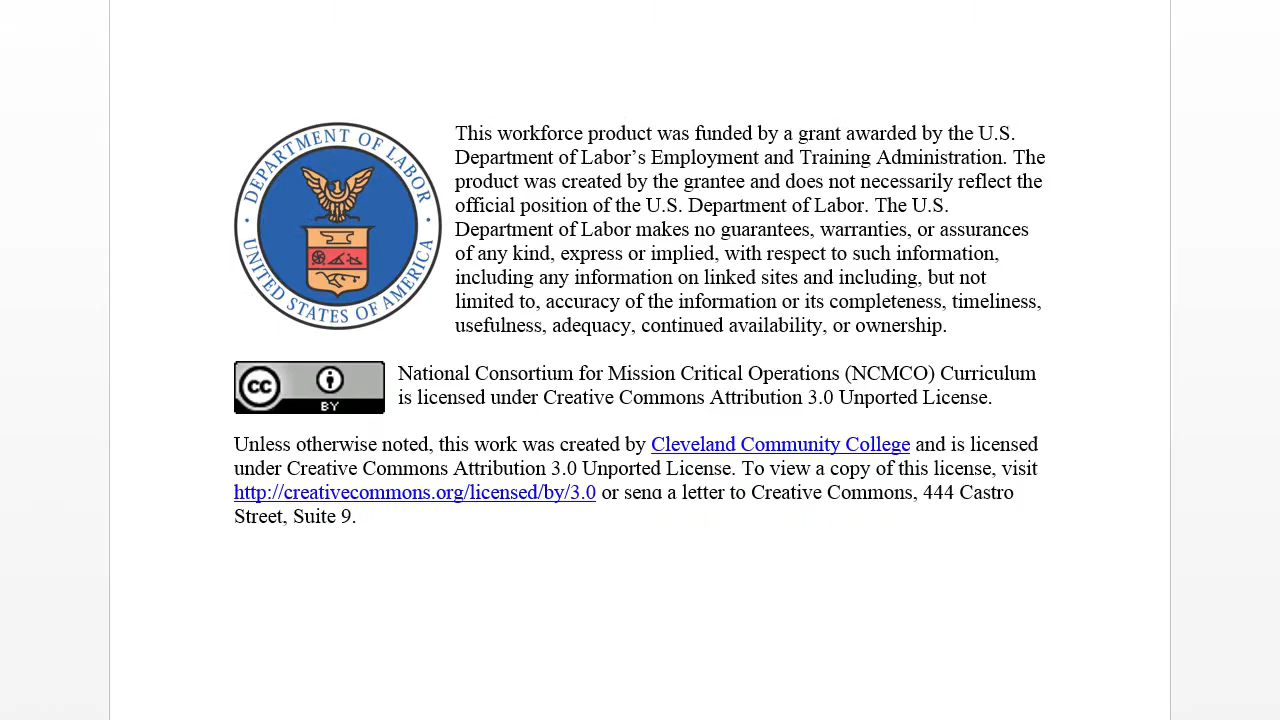 DEPARTMENT OF LABOR
UNITED STATES OF AMERICA
This workforce product was funded by a grant awarded by the U.S.
Department of Labor’s Employment and Training Administration. The
product was created by the grantee and does not necessarily reflect the
official position of the U.S. Department of Labor. The U.S.
Department of Labor makes no guarantees, warranties, or assurances
of any kind, express or implied, with respect to such information,
including any information on linked sites and including, but not
limited to, accuracy of the information or its completeness, timeliness,
usefulness, adequacy, continued availability, or ownership.
cc
BY
National Consortium for Mission Critical Operations (NCMCO) Curriculum
is licensed under Creative Commons Attribution 3.0 Unported License.
Unless otherwise noted, this work was created by Cleveland Community College and is licensed
under Creative Commons Attribution 3.0 Unported License. To view a copy of this license, visit
http://creativecommons.org/licensed/by/3.0 or send a letter to Creative Commons, 444 Castro
Street, Suite 9.